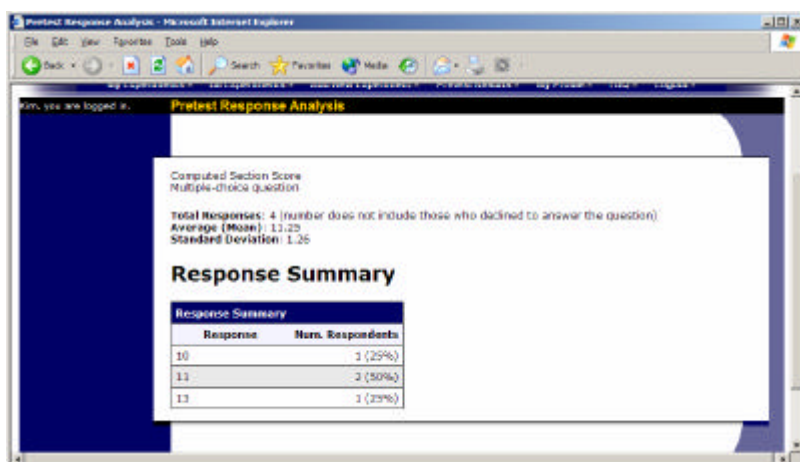 Pretest Response Analysis - Microsoft Internet Explorer
File Edit View Favorites Tools Help
Back Search Favorites Media
Kim, you are logged in. Pretest Response Analysis
Computed Section Score
Multiple-choice question
Total Responses: 4 (number does not include those who declined to answer the question)
Average (Mean): 11.25
Standard Deviation: 1.26
Response Summary
Response Summary
Response Num. Respondents
10 1 (25%)
11 2 (50%)
13 1 (25%)